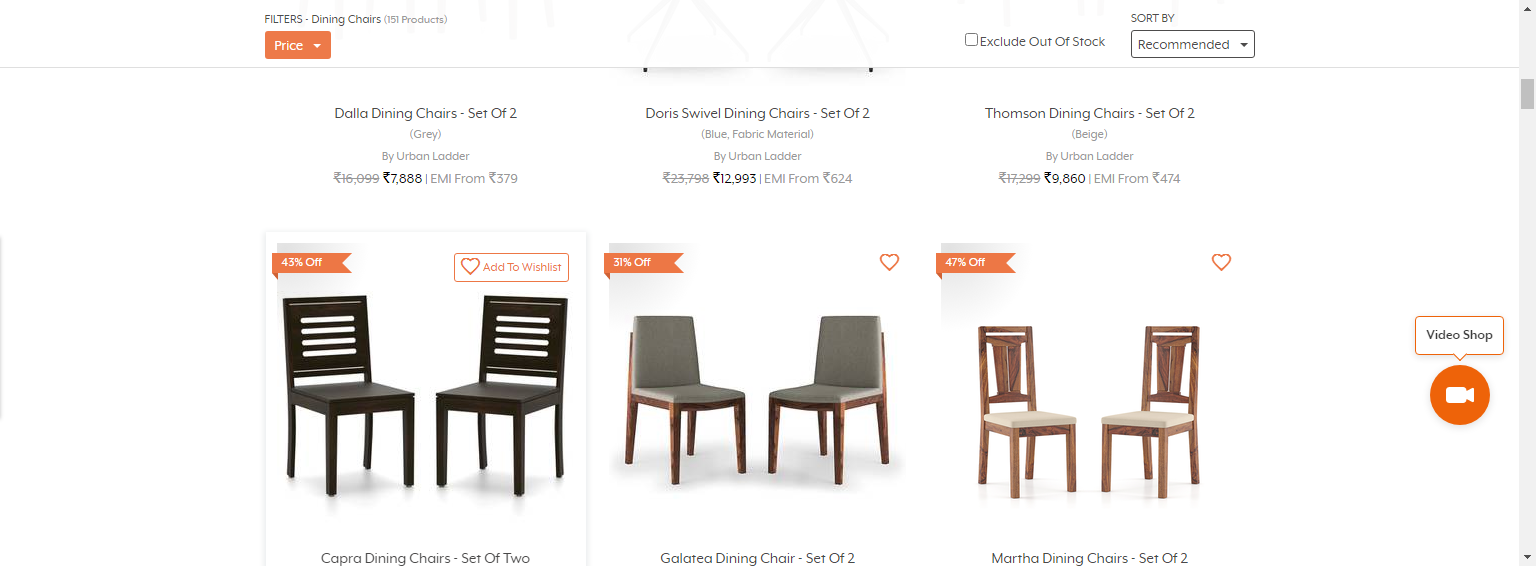 FILTERS - Dining Chairs (151 Products)
Price
Exclude Out Of Stock
SORT BY
Recommended
Dalla Dining Chairs - Set Of 2
(Grey)
By Urban Ladder
₹16,099 ₹7,888 | EMI From ₹379
Doris Swivel Dining Chairs - Set Of 2
(Blue, Fabric Material)
By Urban Ladder
₹23,798 ₹12,993 | EMI From ₹624
Thomson Dining Chairs - Set Of 2
(Beige)
By Urban Ladder
₹17,299 ₹9,860 | EMI From ₹474
43% Off
Add To Wishlist
31% Off
47% Off
Video Shop
Capra Dining Chairs - Set Of Two
Galatea Dining Chair - Set Of 2
Martha Dining Chairs - Set Of 2